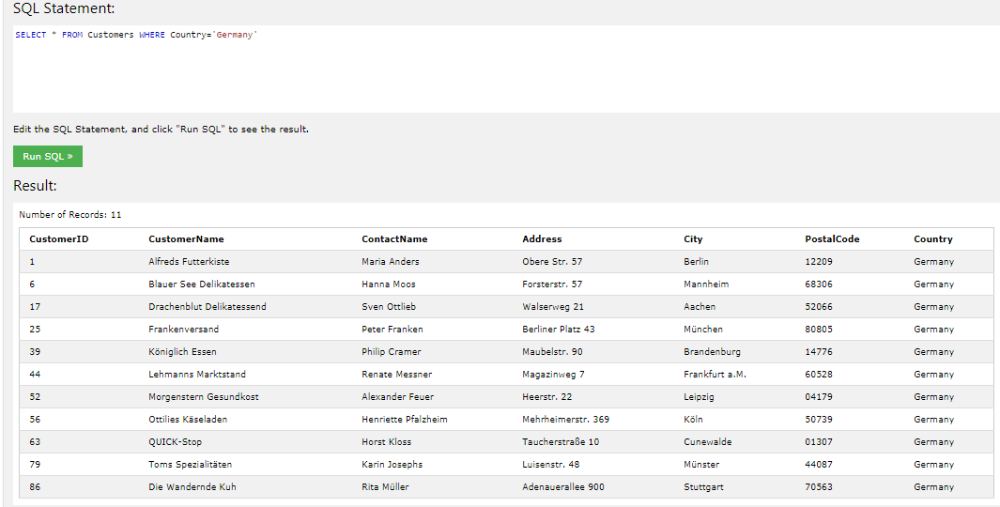 SQL Statement:
SELECT * FROM Customers WHERE Country='Germany'
Edit the SQL Statement, and click "Run SQL" to see the result.
Run SQL »
Result:
Number of Records: 11
CustomerID CustomerName ContactName Address City PostalCode Country
1 Alfreds Futterkiste Maria Anders Obere Str. 57 Berlin 12209 Germany
6 Blauer See Delikatessen Hanna Moos Forsterstr. 57 Mannheim 68306 Germany
17 Drachenblut Delikatessend Sven Ottlieb Walserweg 21 Aachen 52066 Germany
25 Frankenversand Peter Franken Berliner Platz 43 München 80805 Germany
39 Königlich Essen Philip Cramer Maubelstr. 90 Brandenburg 14776 Germany
44 Lehmanns Marktstand Renate Messner Magazinweg 7 Frankfurt a.M. 60528 Germany
52 Morgenstern Gesundkost Alexander Feuer Heerstr. 22 Leipzig 04179 Germany
56 Ottilies Käseladen Henriette Pfalzheim Mehrheimerstr. 369 Köln 50739 Germany
63 QUICK-Stop Horst Kloss Taucherstraße 10 Cunewalde 01307 Germany
79 Toms Spezialitäten Karin Josephs Luisenstr. 48 Münster 44087 Germany
86 Die Wandernde Kuh Rita Müller Adenauerallee 900 Stuttgart 70563 Germany